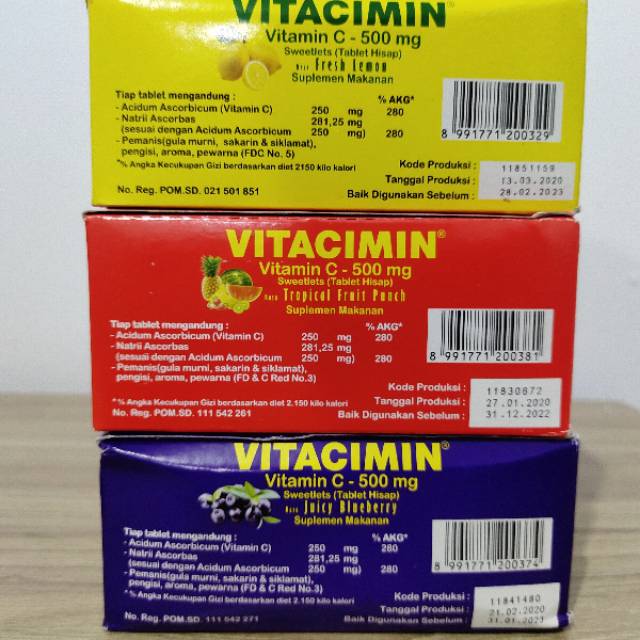 VITACIMIN®
Vitamin C - 500 mg
Sweetlets (Tablet Hisap)
Rasa Fresh Lemon
Suplemen Makanan
Tiap tablet mengandung : % AKG*
- Acidum Ascorbicum (Vitamin C) 250 mg 280
- Natrii Ascorbas 281,25 mg
(sesuai dengan Acidum Ascorbicum 250 mg) 280
- Pemanis(gula murni, sakarin & siklamat),
pengisi, aroma, pewarna (FDC No. 5)
*% Angka Kecukupan Gizi berdasarkan diet 2150 kilo kalori
No. Reg. POM.SD. 021 501 851
8 991771 200329
Kode Produksi : 11851159
Tanggal Produksi : 13.03.2020
Baik Digunakan Sebelum : 28.02.2023
VITACIMIN®
Vitamin C - 500 mg
Sweetlets (Tablet Hisap)
Rasa Tropical Fruit Punch
Suplemen Makanan
Tiap tablet mengandung : % AKG*
- Acidum Ascorbicum (Vitamin C) 250 mg 280
- Natrii Ascorbas 281,25 mg
(sesuai dengan Acidum Ascorbicum 250 mg) 280
- Pemanis(gula murni, sakarin & siklamat),
pengisi, aroma, pewarna (FD & C Red No.3)
*% Angka Kecukupan Gizi berdasarkan diet 2.150 kilo kalori
No. Reg. POM.SD. 111 542 261
8 991771 200381
Kode Produksi : 11830872
Tanggal Produksi : 27.01.2020
Baik Digunakan Sebelum : 31.12.2022
VITACIMIN®
Vitamin C - 500 mg
Sweetlets (Tablet Hisap)
Rasa Juicy Blueberry
Suplemen Makanan
Tiap tablet mengandung : % AKG*
- Acidum Ascorbicum (Vitamin C) 250 mg 280
- Natrii Ascorbas 281,25 mg
(sesuai dengan Acidum Ascorbicum 250 mg) 280
- Pemanis(gula murni, sakarin & siklamat),
pengisi, aroma, pewarna (FD & C Red No.3)
*% Angka Kecukupan Gizi berdasarkan diet 2.150 kilo kalori
No. Reg. POM.SD. 111 542 271
8 991771 200374
Kode Produksi : 11841480
Tanggal Produksi : 21.02.2020
Baik Digunakan Sebelum : 31.01.2023